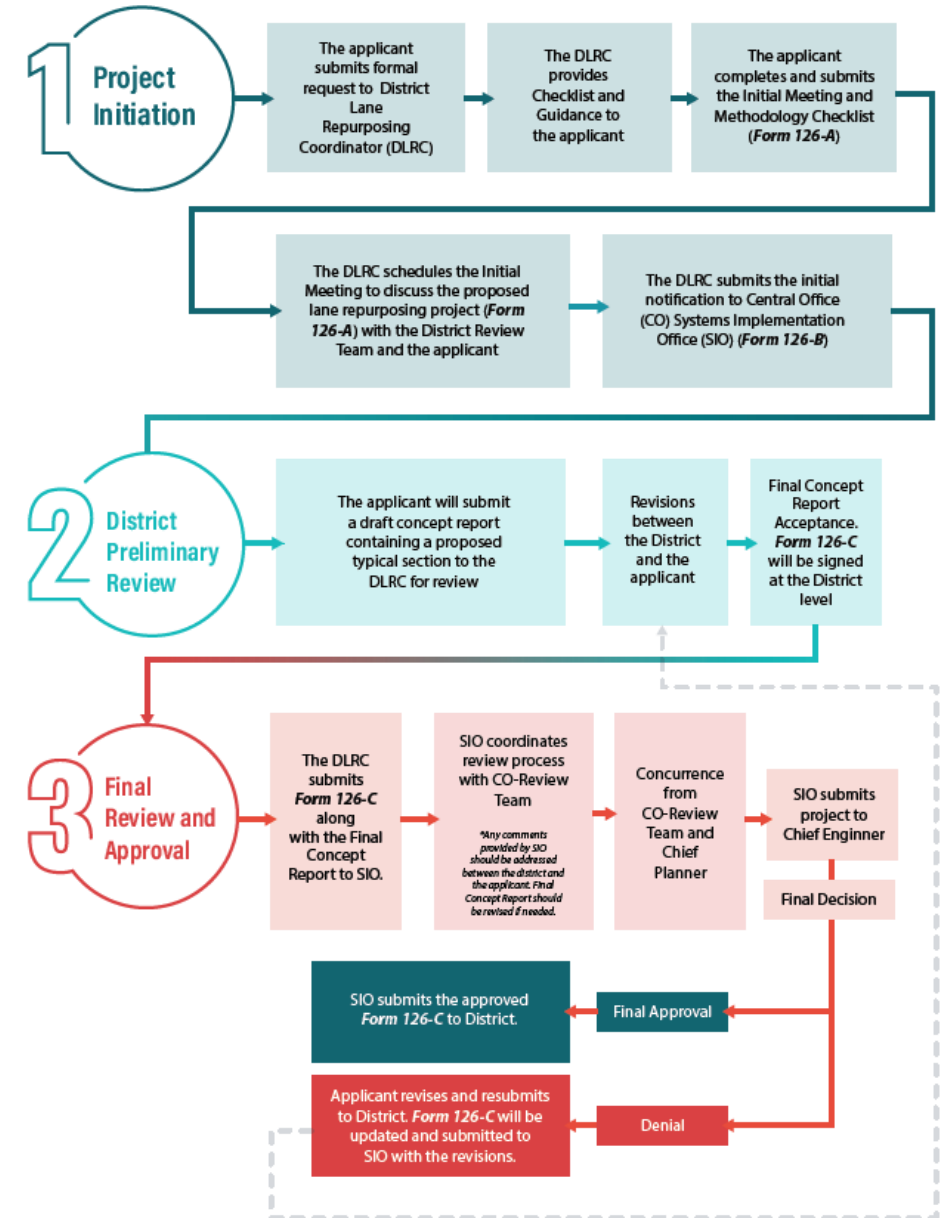 1
Project
Initiation
The applicant
submits formal
request to District
Lane
Repurposing
Coordinator (DLRC)
The DLRC
provides
Checklist and
Guidance to
the applicant
The applicant
completes and submits
the Initial Meeting and
Methodology Checklist
(Form 126-A)
The DLRC schedules the Initial
Meeting to discuss the proposed
lane repurposing project (Form
126-A) with the District Review
Team and the applicant
The DLRC submits the initial
notification to Central Office
(CO) Systems Implementation
Office (SIO) (Form 126-B)
2
District
Preliminary
Review
The applicant will submit
a draft concept report
containing a proposed
typical section to the
DLRC for review
Revisions
between
the District
and the
applicant
Final Concept
Report
Acceptance.
Form 126-C
will be signed
at the District
level
3
Final
Review and
Approval
The DLRC
submits
Form 126-C
along
with the Final
Concept
Report to SIO.
SIO coordinates
review process
with CO-Review
Team
*Any comments
provided by SIO
should be addressed
between the district and
the applicant. Final
Concept Report should
be revised if needed.
Concurrence
from
CO-Review
Team and
Chief
Planner
SIO submits
project to
Chief Enginner
Final Decision
SIO submits the approved
Form 126-C to District.
Final Approval
Applicant revises and resubmits
to District. Form 126-C will be
updated and submitted to
SIO with the revisions.
Denial